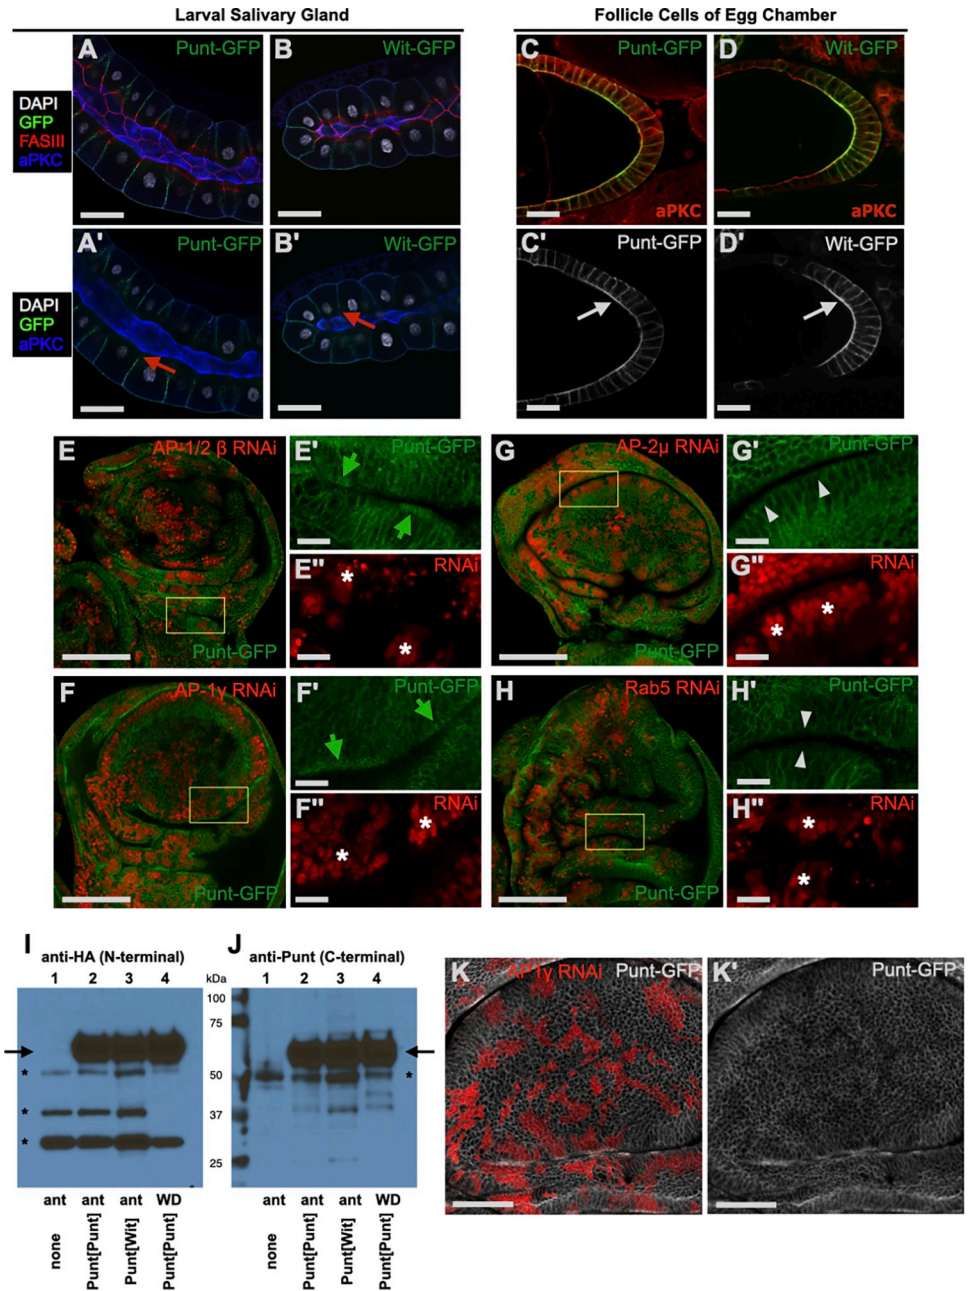 Larval Salivary Gland
Follicle Cells of Egg Chamber
A Punt-GFP
B Wit-GFP
C Punt-GFP
D Wit-GFP
DAPI
GFP
FASIII
aPKC
aPKC
aPKC
A' Punt-GFP
B' Wit-GFP
C' Punt-GFP
D' Wit-GFP
DAPI
GFP
aPKC
E AP-1/2 β RNAi
Punt-GFP
E' Punt-GFP
E'' RNAi
* *
G AP-2μ RNAi
Punt-GFP
G' Punt-GFP
G'' RNAi
* *
F AP-1γ RNAi
Punt-GFP
F' Punt-GFP
F'' RNAi
* *
H Rab5 RNAi
Punt-GFP
H' Punt-GFP
H'' RNAi
* *
I
anti-HA (N-terminal)
1 2 3 4
*
*
*
ant ant ant WD
none Punt[Punt] Punt[Wit] Punt[Punt]
J
anti-Punt (C-terminal)
1 2 3 4
kDa
100
75
50
37
25
*
ant ant ant WD
none Punt[Punt] Punt[Wit] Punt[Punt]
K AP1γ RNAi Punt-GFP
K' Punt-GFP